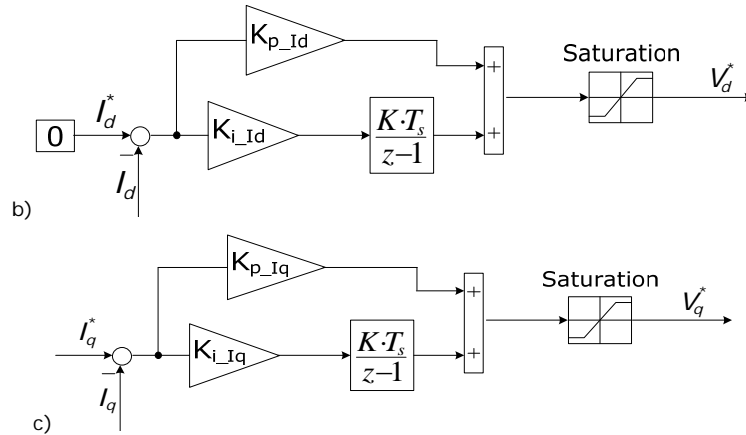 K_p_Id
Saturation
0
I_d^*
−
I_d
K_i_Id
K·T_s
z−1
+
+
V_d^*
b)
K_p_Iq
Saturation
I_q^*
−
I_q
K_i_Iq
K·T_s
z−1
+
+
V_q^*
c)